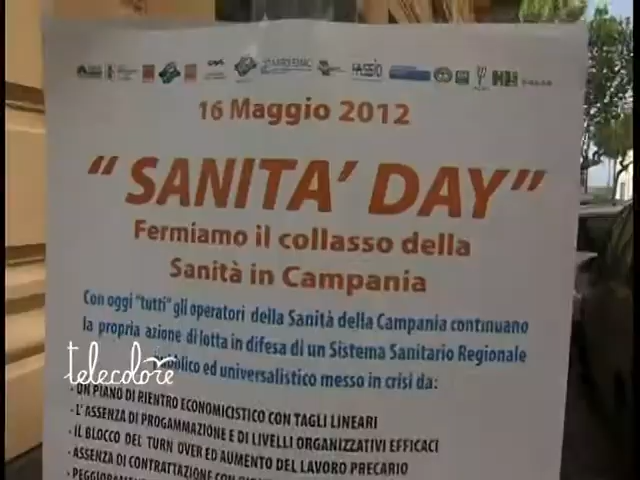 16 Maggio 2012
“SANITA’ DAY”
Fermiamo il collasso della
Sanità in Campania
Con oggi "tutti" gli operatori della Sanità della Campania continuano
la propria azione di lotta in difesa di un Sistema Sanitario Regionale
ed universalistico messo in crisi da:
telecolore
- UN PIANO DI RIENTRO ECONOMICISTICO CON TAGLI LINEARI
- L'ASSENZA DI PROGAMMAZIONE E DI LIVELLI ORGANIZZATIVI EFFICACI
- IL BLOCCO DEL TURN OVER ED AUMENTO DEL LAVORO PRECARIO
- ASSENZA DI CONTRATTAZIONE